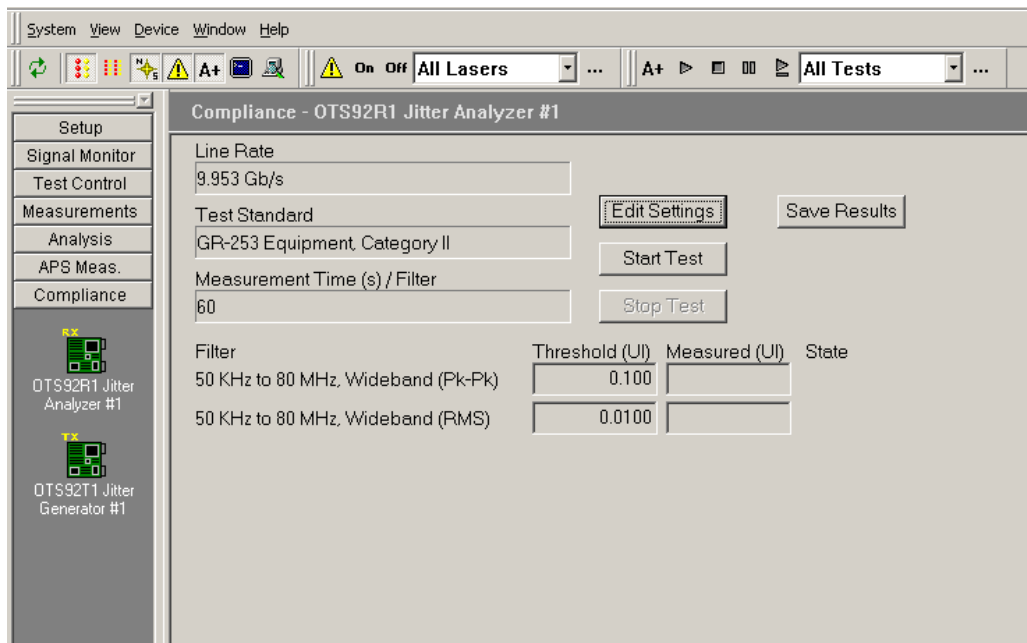 System View Device Window Help
A+ On Off All Lasers ... A+ All Tests ...
Compliance - OTS92R1 Jitter Analyzer #1
Setup
Signal Monitor
Test Control
Measurements
Analysis
APS Meas.
Compliance
RX
OTS92R1 Jitter
Analyzer #1
TX
OTS92T1 Jitter
Generator #1
Line Rate
9.953 Gb/s
Test Standard
GR-253 Equipment, Category II
Measurement Time (s) / Filter
60
Edit Settings
Save Results
Start Test
Stop Test
Filter Threshold (UI) Measured (UI) State
50 KHz to 80 MHz, Wideband (Pk-Pk) 0.100
50 KHz to 80 MHz, Wideband (RMS) 0.0100